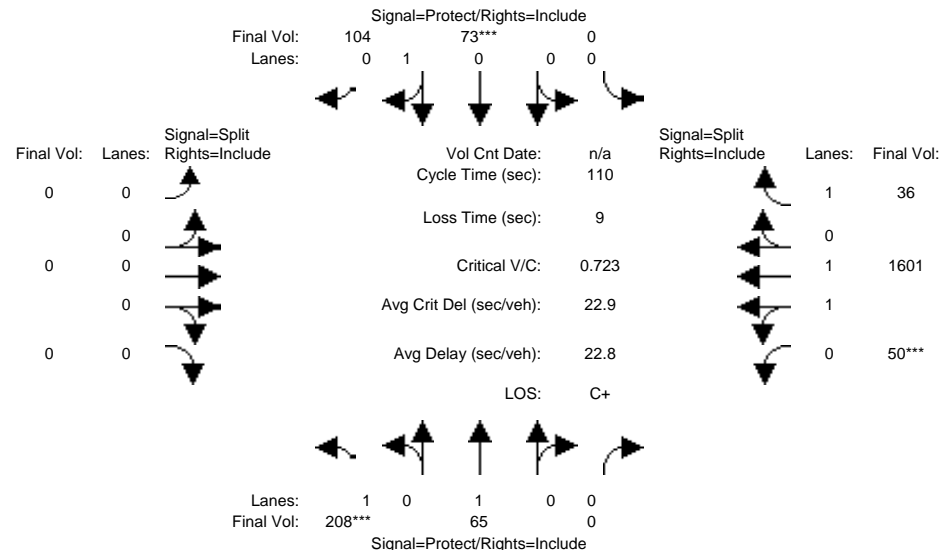 Signal=Protect/Rights=Include
Final Vol: 104 73*** 0
Lanes: 0 1 0 0 0
Signal=Split Signal=Split
Final Vol: Lanes: Rights=Include Vol Cnt Date: n/a Rights=Include Lanes: Final Vol:
Cycle Time (sec): 110
0 0 1 36
Loss Time (sec): 9
0 0
0 0 Critical V/C: 0.723 1 1601
0 Avg Crit Del (sec/veh): 22.9 1
0 0 Avg Delay (sec/veh): 22.8 0 50***
LOS: C+
Lanes: 1 0 1 0 0
Final Vol: 208*** 65 0
Signal=Protect/Rights=Include